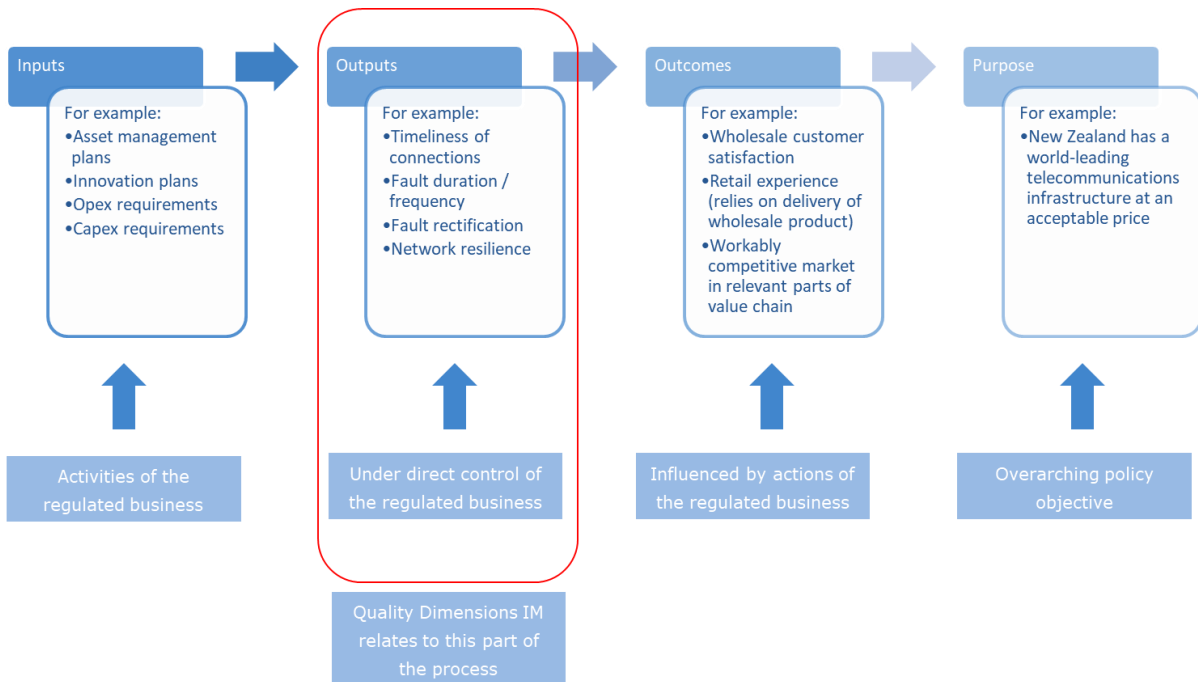 Inputs
For example:
•Asset management
plans
•Innovation plans
•Opex requirements
•Capex requirements
Activities of the
regulated business
Outputs
For example:
•Timeliness of
connections
•Fault duration /
frequency
•Fault rectification
•Network resilience
Under direct control of
the regulated business
Quality Dimensions IM
relates to this part of
the process
Outcomes
For example:
•Wholesale customer
satisfaction
•Retail experience
(relies on delivery of
wholesale product)
•Workably
competitive market
in relevant parts of
value chain
Influenced by actions of
the regulated business
Purpose
For example:
•New Zealand has a
world-leading
telecommunications
infrastructure at an
acceptable price
Overarching policy
objective